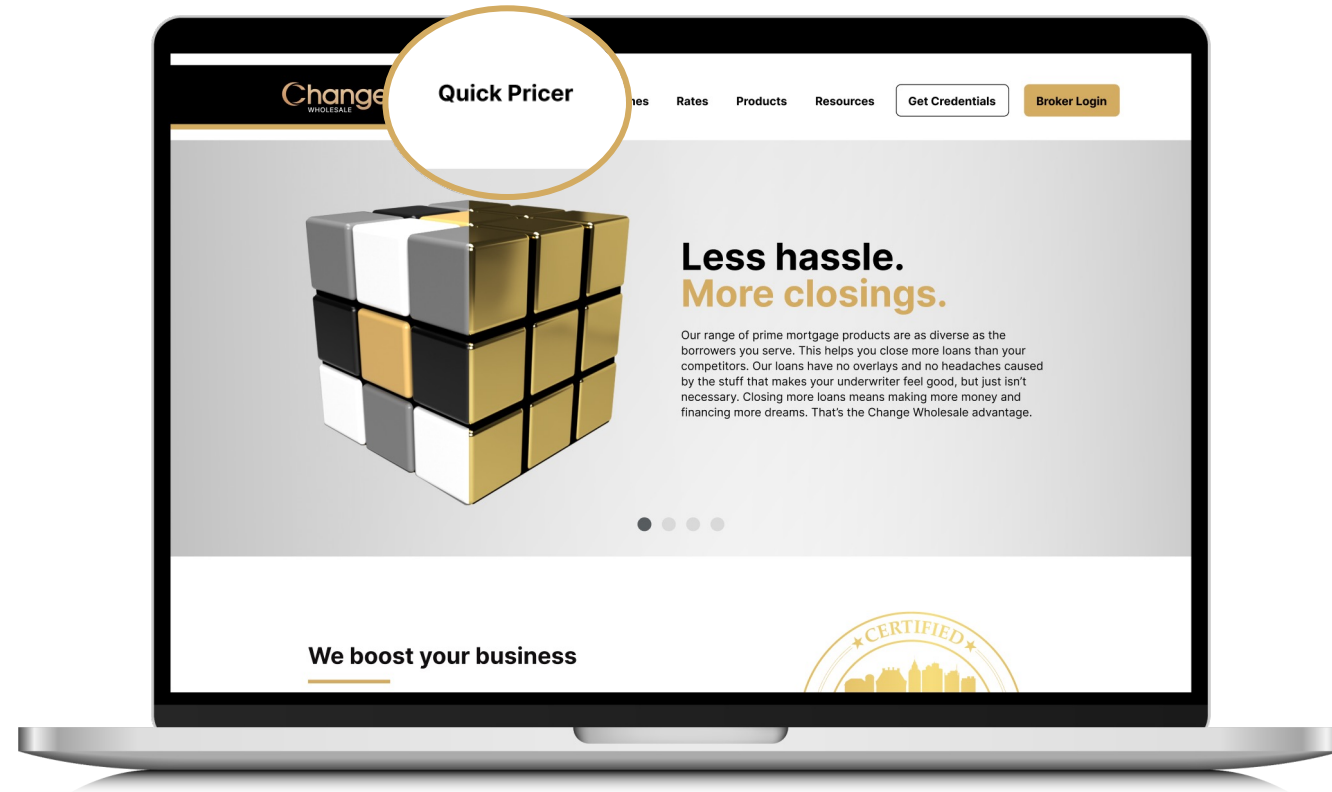 Change
WHOLESALE
Quick Pricer
Rates
Products
Resources
Get Credentials
Broker Login
Less hassle.
More closings.
Our range of prime mortgage products are as diverse as the
borrowers you serve. This helps you close more loans than your
competitors. Our loans have no overlays and no headaches caused
by the stuff that makes your underwriter feel good, but just isn’t
necessary. Closing more loans means making more money and
financing more dreams. That’s the Change Wholesale advantage.
We boost your business
CERTIFIED